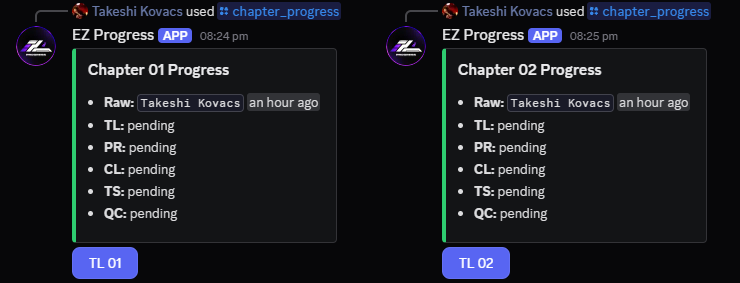 Takeshi Kovacs used chapter_progress
EZ Progress APP 08:24 pm
Chapter 01 Progress
• Raw: Takeshi Kovacs an hour ago
• TL: pending
• PR: pending
• CL: pending
• TS: pending
• QC: pending
TL 01
Takeshi Kovacs used chapter_progress
EZ Progress APP 08:25 pm
Chapter 02 Progress
• Raw: Takeshi Kovacs an hour ago
• TL: pending
• PR: pending
• CL: pending
• TS: pending
• QC: pending
TL 02